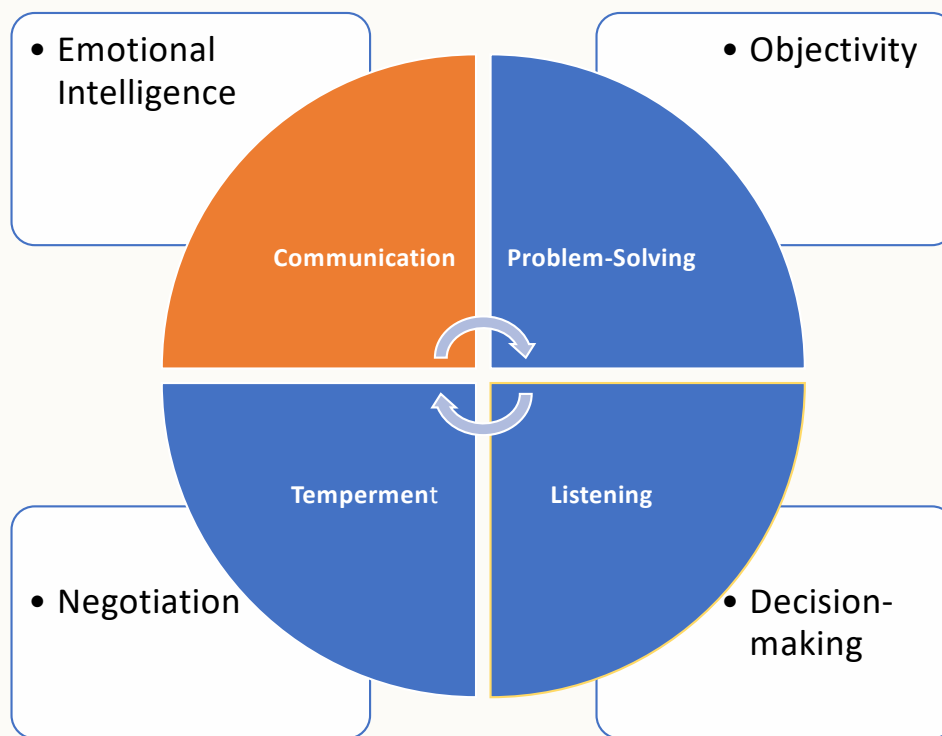 • Emotional
Intelligence
• Objectivity
Communication
Problem-Solving
Temperment
Listening
• Negotiation
• Decision-
making